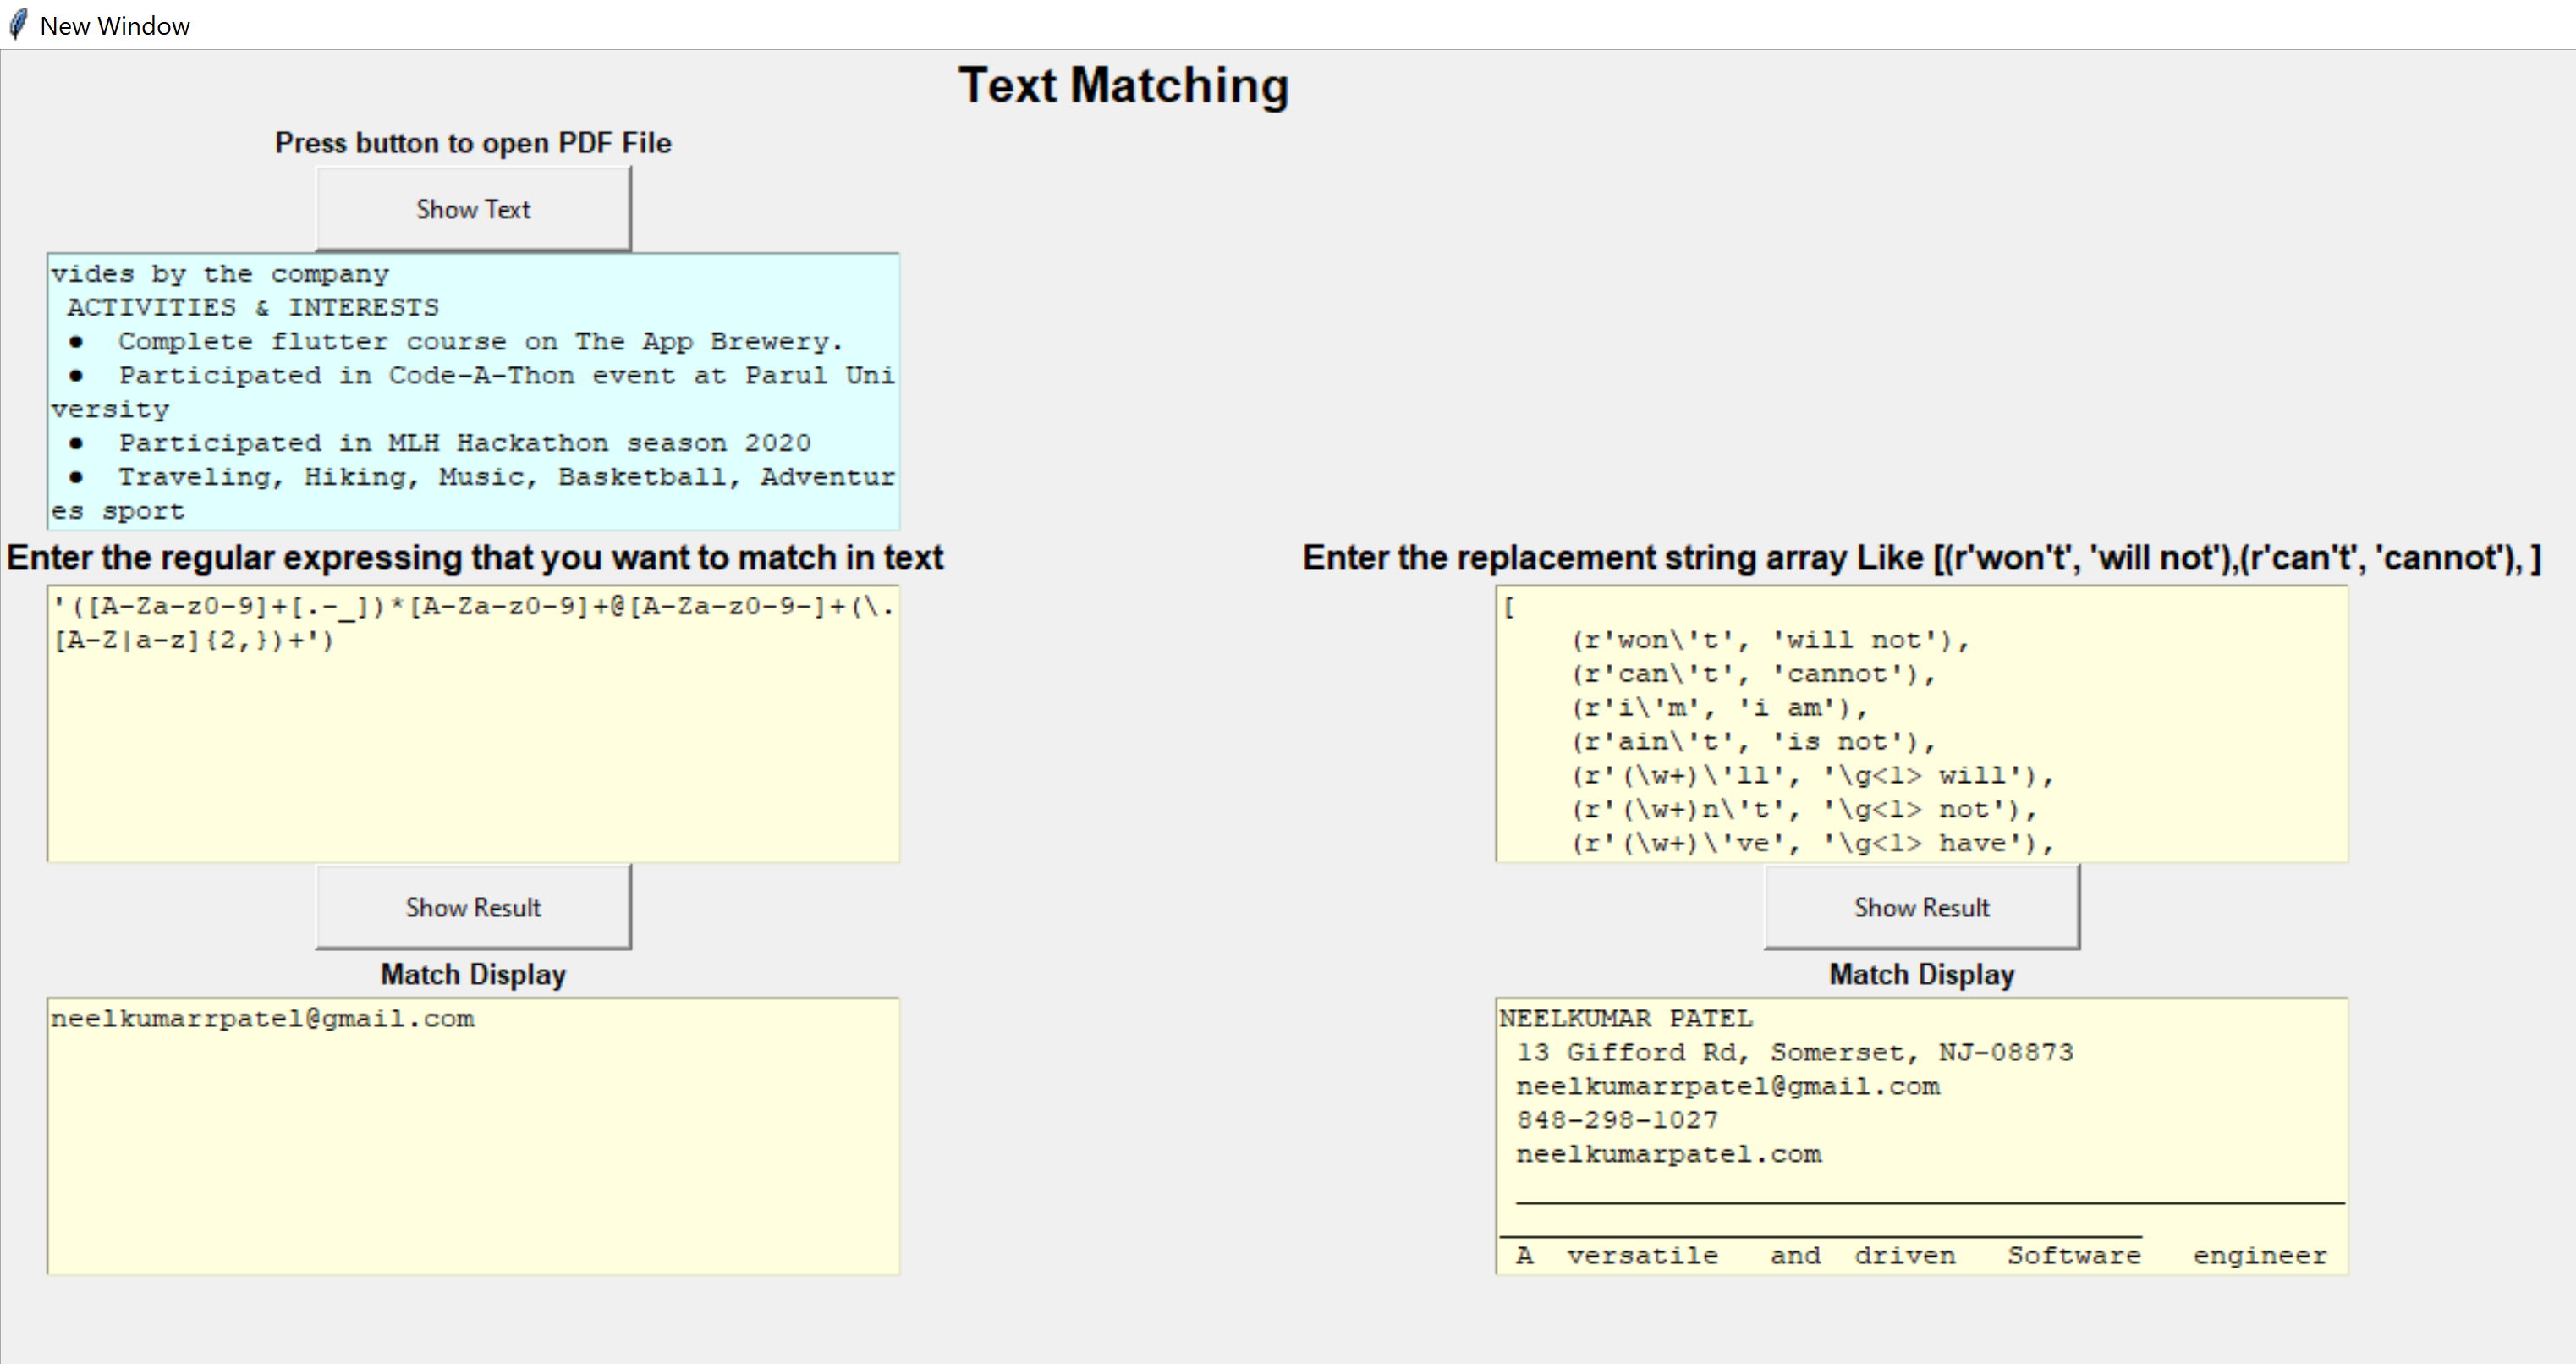 New Window
Text Matching
Press button to open PDF File
Show Text
vides by the company
ACTIVITIES & INTERESTS
● Complete flutter course on The App Brewery.
● Participated in Code-A-Thon event at Parul Uni
versity
● Participated in MLH Hackathon season 2020
● Traveling, Hiking, Music, Basketball, Adventur
es sport
Enter the regular expressing that you want to match in text
'([A-Za-z0-9]+[.-_])*[A-Za-z0-9]+@[A-Za-z0-9-]+(\.
[A-Z|a-z]{2,})+')
Show Result
Match Display
neelkumarrpatel@gmail.com
Enter the replacement string array Like [(r'won't', 'will not'),(r'can't', 'cannot'), ]
[
(r'won\'t', 'will not'),
(r'can\'t', 'cannot'),
(r'i\'m', 'i am'),
(r'ain\'t', 'is not'),
(r'(\w+)\'ll', '\g<1> will'),
(r'(\w+)n\'t', '\g<1> not'),
(r'(\w+)\'ve', '\g<1> have'),
Show Result
Match Display
NEELKUMAR PATEL
13 Gifford Rd, Somerset, NJ-08873
neelkumarrpatel@gmail.com
848-298-1027
neelkumarpatel.com
A versatile and driven Software engineer